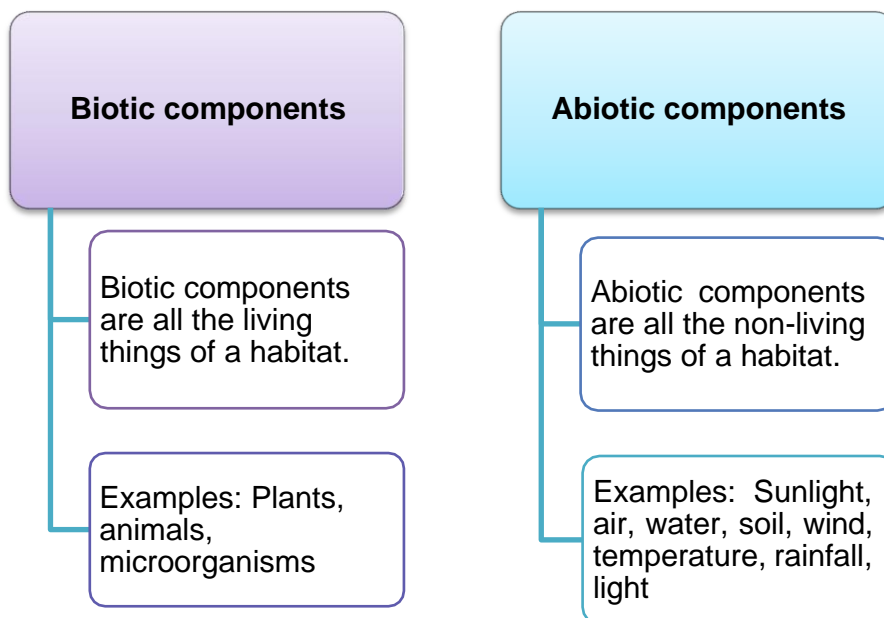 Biotic components
Biotic components
are all the living
things of a habitat.
Examples: Plants,
animals,
microorganisms
Abiotic components
Abiotic components
are all the non-living
things of a habitat.
Examples: Sunlight,
air, water, soil, wind,
temperature, rainfall,
light